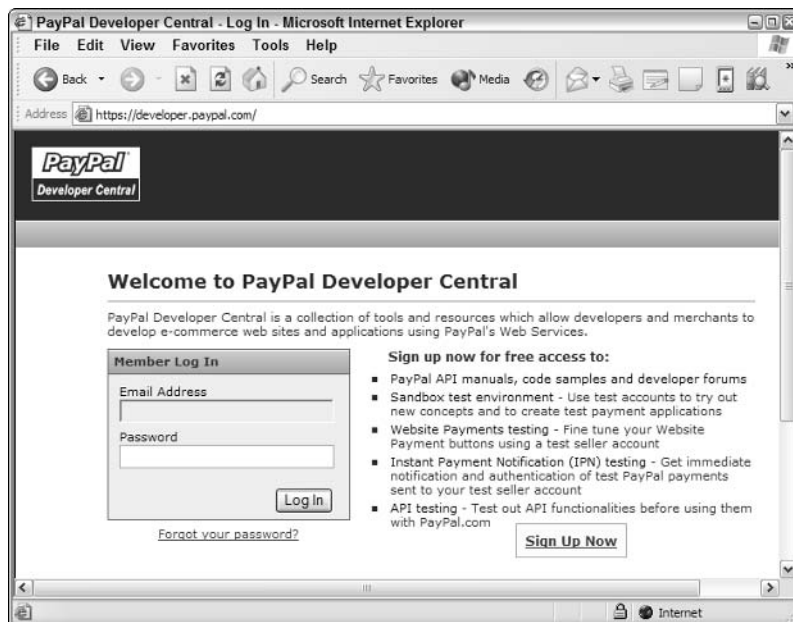 PayPal Developer Central - Log In - Microsoft Internet Explorer
File Edit View Favorites Tools Help
Back Search Favorites Media
Address https://developer.paypal.com/
PayPal
Developer Central
Welcome to PayPal Developer Central
PayPal Developer Central is a collection of tools and resources which allow developers and merchants to
develop e-commerce web sites and applications using PayPal's Web Services.
Member Log In
Email Address
Password
Log In
Forgot your password?
Sign up now for free access to:
PayPal API manuals, code samples and developer forums
Sandbox test environment - Use test accounts to try out
new concepts and to create test payment applications
Website Payments testing - Fine tune your Website
Payment buttons using a test seller account
Instant Payment Notification (IPN) testing - Get immediate
notification and authentication of test PayPal payments
sent to your test seller account
API testing - Test out API functionalities before using them
with PayPal.com
Sign Up Now
Internet